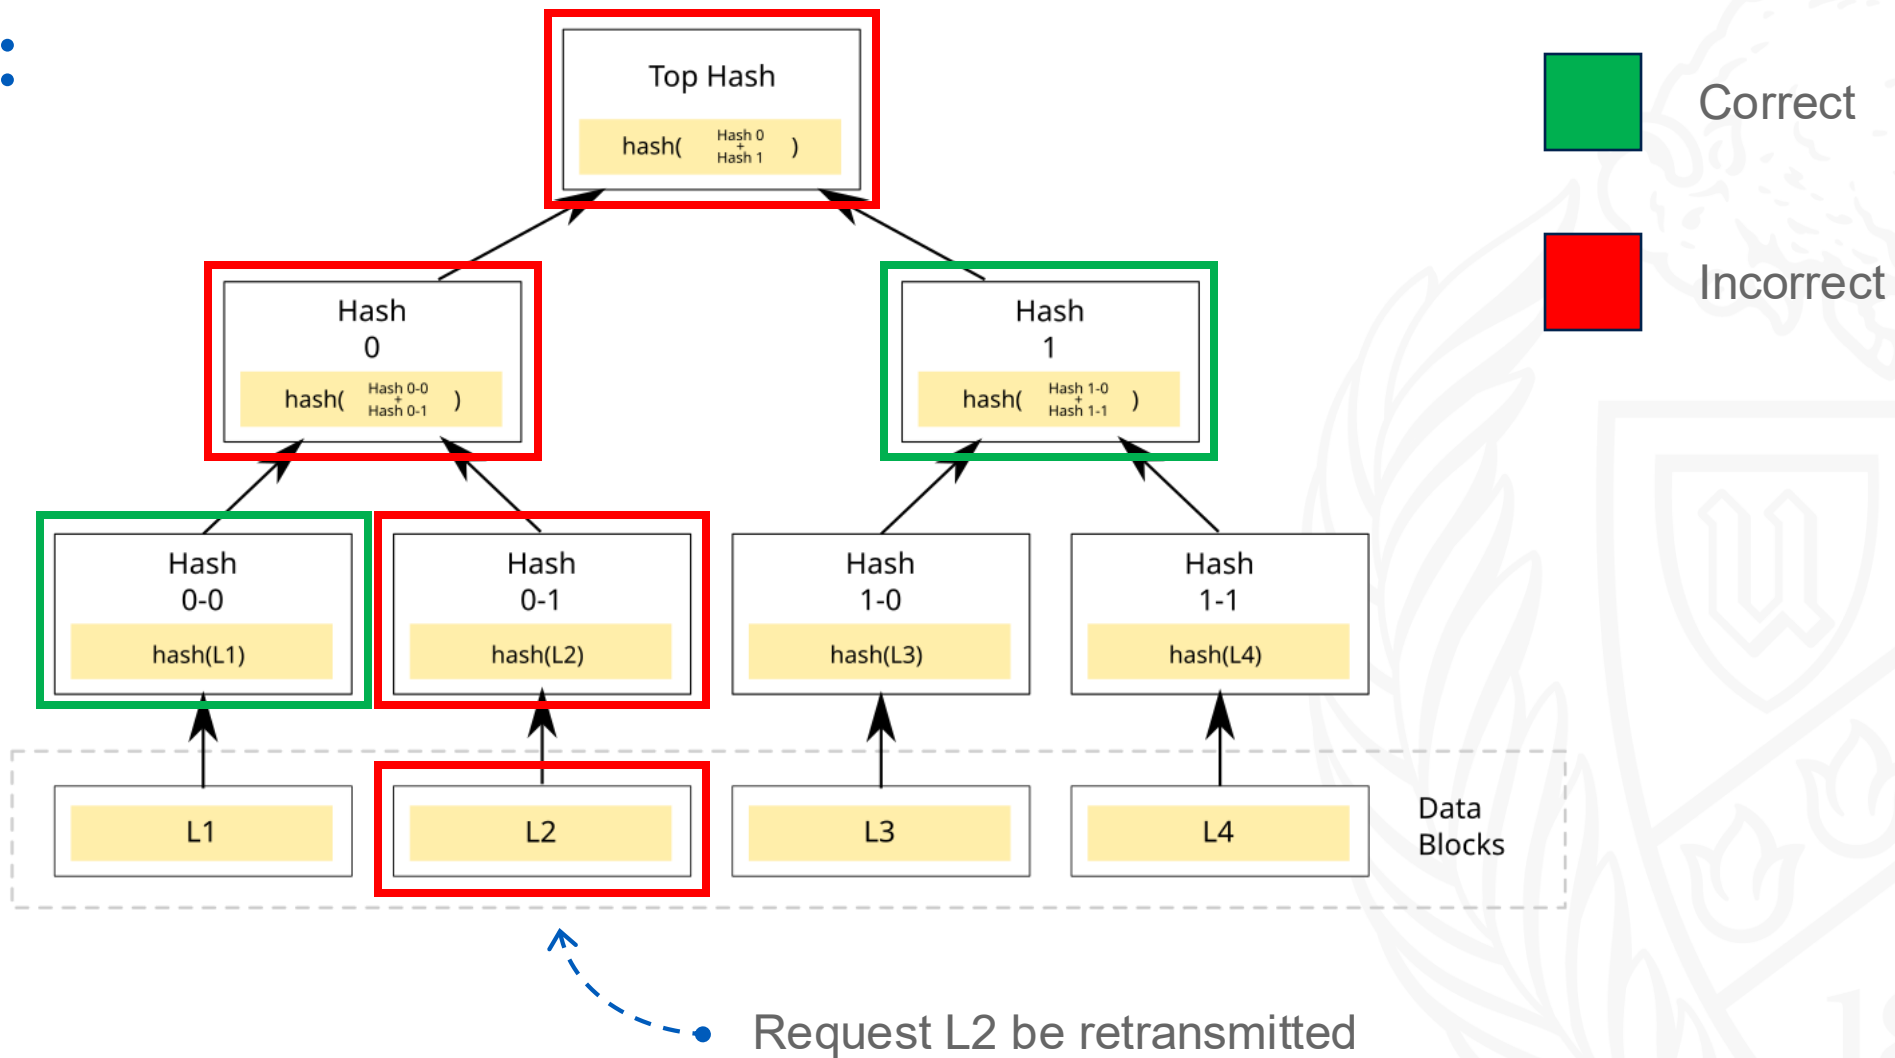 Top Hash
hash( Hash 0 + Hash 1 )
Correct
Incorrect
Hash
0
hash( Hash 0-0 + Hash 0-1 )
Hash
1
hash( Hash 1-0 + Hash 1-1 )
Hash
0-0
hash(L1)
Hash
0-1
hash(L2)
Hash
1-0
hash(L3)
Hash
1-1
hash(L4)
L1
L2
L3
L4
Data
Blocks
Request L2 be retransmitted